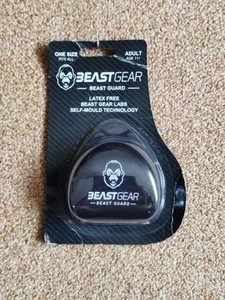 ONE SIZE
FITS ALL
ADULT
AGE 11+
BEASTGEAR
BEAST GUARD
LATEX FREE
BEAST GEAR LABS
SELF-MOULD TECHNOLOGY
BEASTGEAR
BEAST GUARD